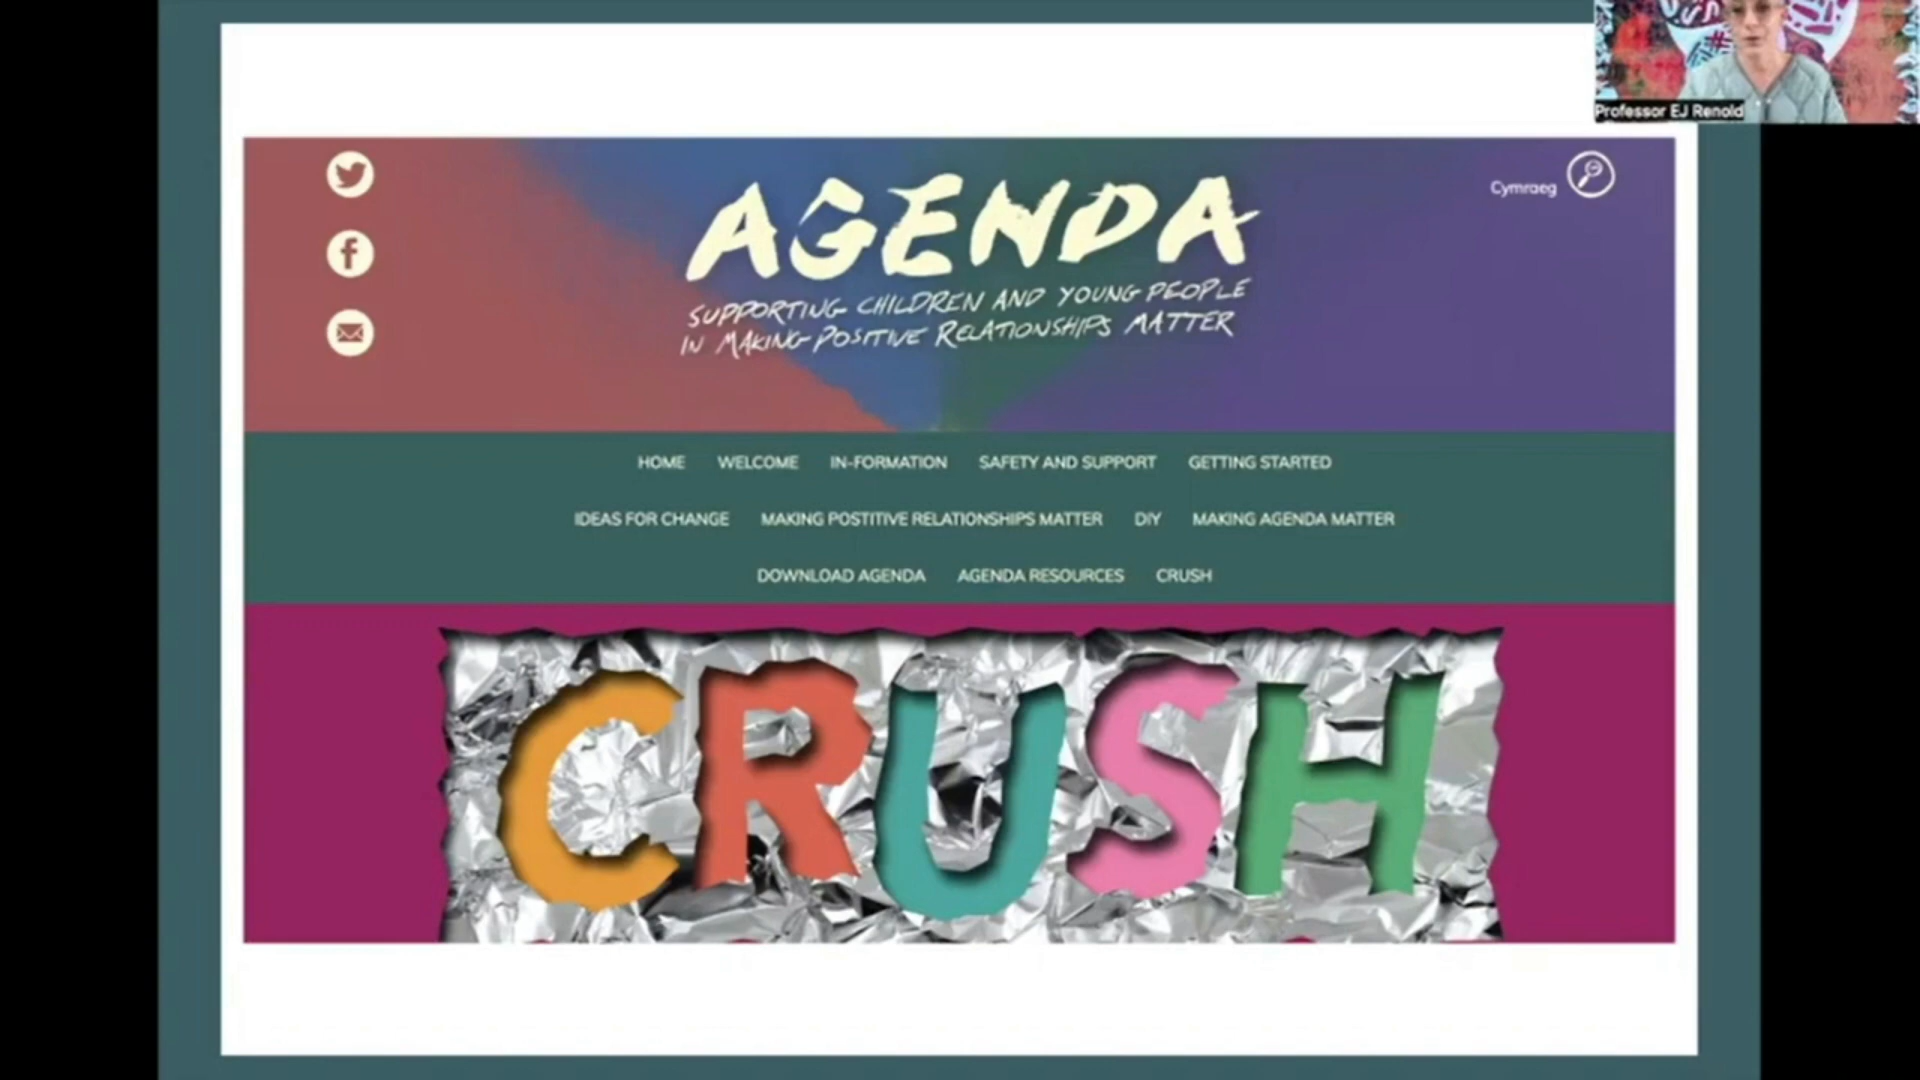 Professor EJ Renold
Cymraeg
AGENDA
SUPPORTING CHILDREN AND YOUNG PEOPLE
IN MAKING POSITIVE RELATIONSHIPS MATTER
HOME WELCOME IN-FORMATION SAFETY AND SUPPORT GETTING STARTED
IDEAS FOR CHANGE MAKING POSTITIVE RELATIONSHIPS MATTER DIY MAKING AGENDA MATTER
DOWNLOAD AGENDA AGENDA RESOURCES CRUSH
CRUSH